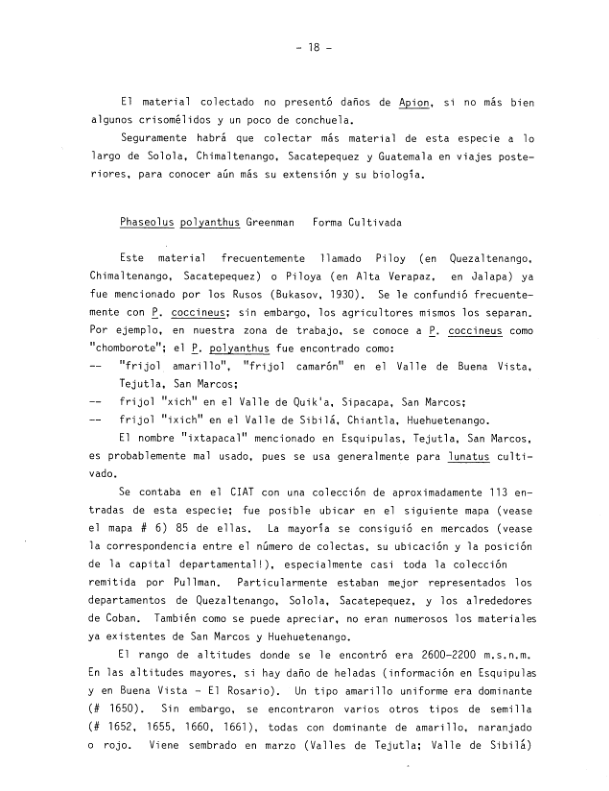 - 18 -
El material colectado no presentó daños de Apion, si no más bien
algunos crisomélidos y un poco de conchuela.
Seguramente habrá que colectar más material de esta especie a lo
largo de Solola, Chimaltenango, Sacatepequez y Guatemala en viajes poste-
riores, para conocer aún más su extensión y su biología.
Phaseolus polyanthus Greenman Forma Cultivada
Este material frecuentemente llamado Piloy (en Quezaltenango,
Chimaltenango, Sacatepequez) o Piloya (en Alta Verapaz, en Jalapa) ya
fue mencionado por los Rusos (Bukasov, 1930). Se le confundió frecuente-
mente con P. coccineus; sin embargo, los agricultores mismos los separan.
Por ejemplo, en nuestra zona de trabajo, se conoce a P. coccineus como
"chomborote"; el P. polyanthus fue encontrado como:
-- "frijol amarillo", "frijol camarón" en el Valle de Buena Vista,
Tejutla, San Marcos;
-- frijol "xich" en el Valle de Quik'a, Sipacapa, San Marcos;
-- frijol "ixich" en el Valle de Sibilá, Chiantla, Huehuetenango.
El nombre "ixtapacal" mencionado en Esquipulas, Tejutla, San Marcos,
es probablemente mal usado, pues se usa generalmente para lunatus culti-
vado.
Se contaba en el CIAT con una colección de aproximadamente 113 en-
tradas de esta especie; fue posible ubicar en el siguiente mapa (vease
el mapa # 6) 85 de ellas. La mayoría se consiguió en mercados (vease
la correspondencia entre el número de colectas, su ubicación y la posición
de la capital departamental!), especialmente casi toda la colección
remitida por Pullman. Particularmente estaban mejor representados los
departamentos de Quezaltenango, Solola, Sacatepequez, y los alrededores
de Coban. También como se puede apreciar, no eran numerosos los materiales
ya existentes de San Marcos y Huehuetenango.
El rango de altitudes donde se le encontró era 2600-2200 m.s.n.m.
En las altitudes mayores, si hay daño de heladas (información en Esquipulas
y en Buena Vista - El Rosario). Un tipo amarillo uniforme era dominante
(# 1650). Sin embargo, se encontraron varios otros tipos de semilla
(# 1652, 1655, 1660, 1661), todas con dominante de amarillo, naranjado
o rojo. Viene sembrado en marzo (Valles de Tejutla; Valle de Sibilá)